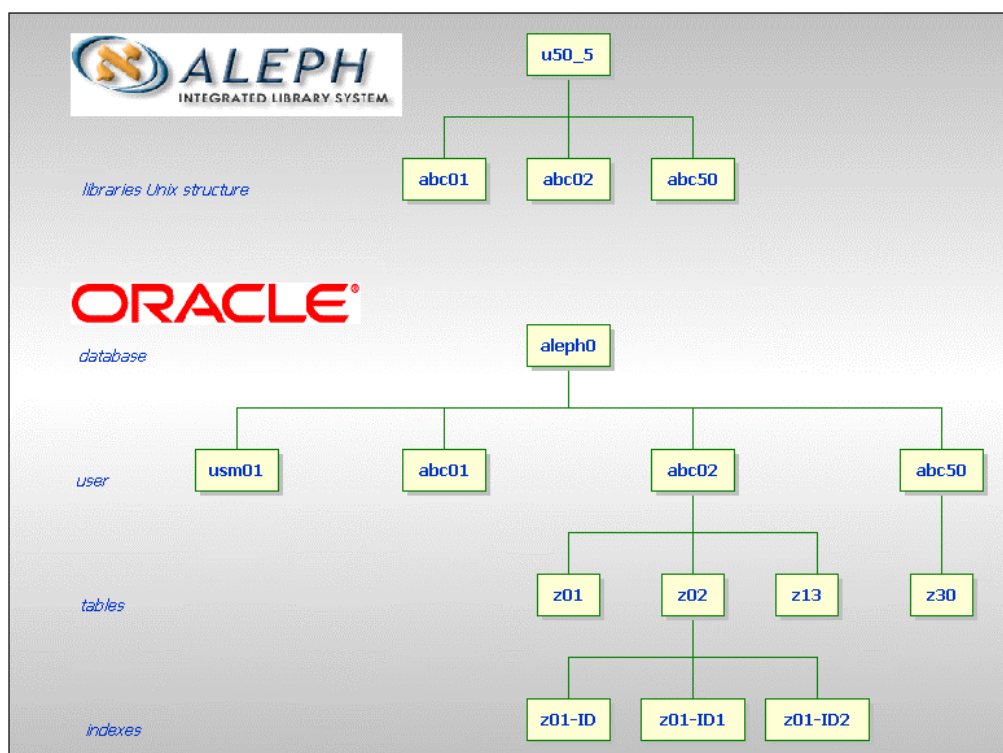 ALEPH
INTEGRATED LIBRARY SYSTEM
u50_5
abc01 abc02 abc50
libraries Unix structure
ORACLE®
database
aleph0
usm01 abc01 abc02 abc50
user
z01 z02 z13 z30
tables
z01-ID z01-ID1 z01-ID2
indexes